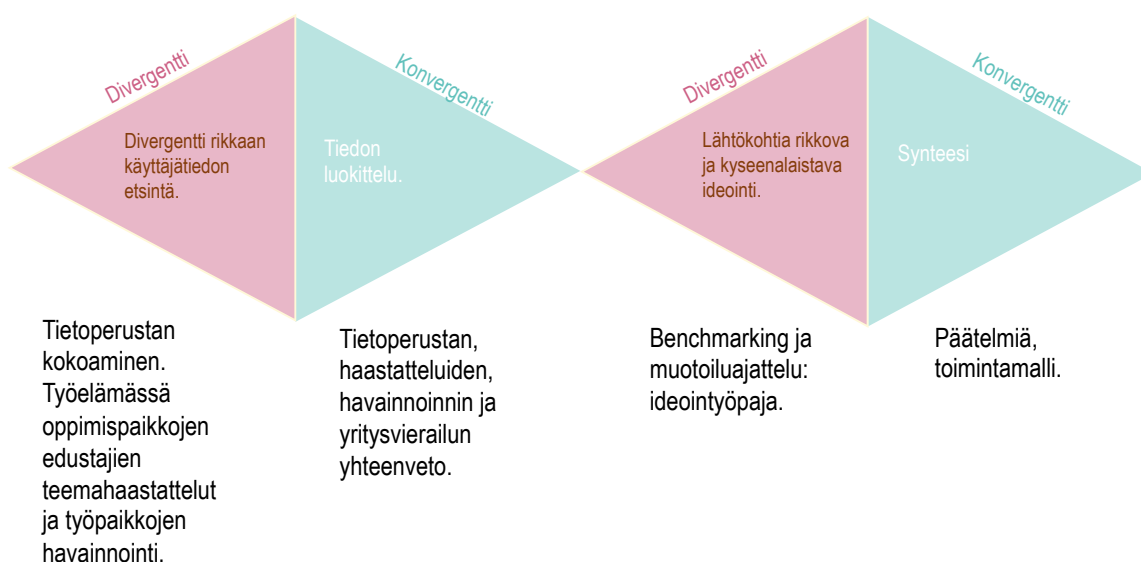 Divergentti
Divergentti rikkaan
käyttäjätiedon
etsintä.
Konvergentti
Tiedon
luokittelu.
Divergentti
Lähtökohtia rikkova
ja kyseenalaistava
ideointi.
Konvergentti
Synteesi
Tietoperustan
kokoaminen.
Työelämässä
oppimispaikkojen
edustajien
teemahaastattelut
ja työpaikkojen
havainnointi.
Tietoperustan,
haastatteluiden,
havainnoinnin ja
yritysvierailun
yhteenveto.
Benchmarking ja
muotoiluajattelu:
ideointyöpaja.
Päätelmiä,
toimintamalli.